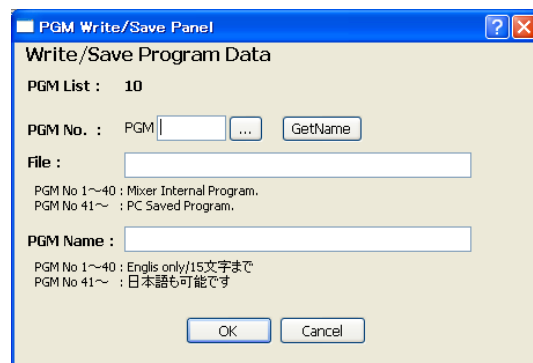 PGM Write/Save Panel
Write/Save Program Data
PGM List : 10
PGM No. : PGM ... GetName
File :
PGM No 1～40 : Mixer Internal Program.
PGM No 41～ : PC Saved Program.
PGM Name :
PGM No 1～40 : Englis only/15文字まで
PGM No 41～ : 日本語も可能です
OK Cancel